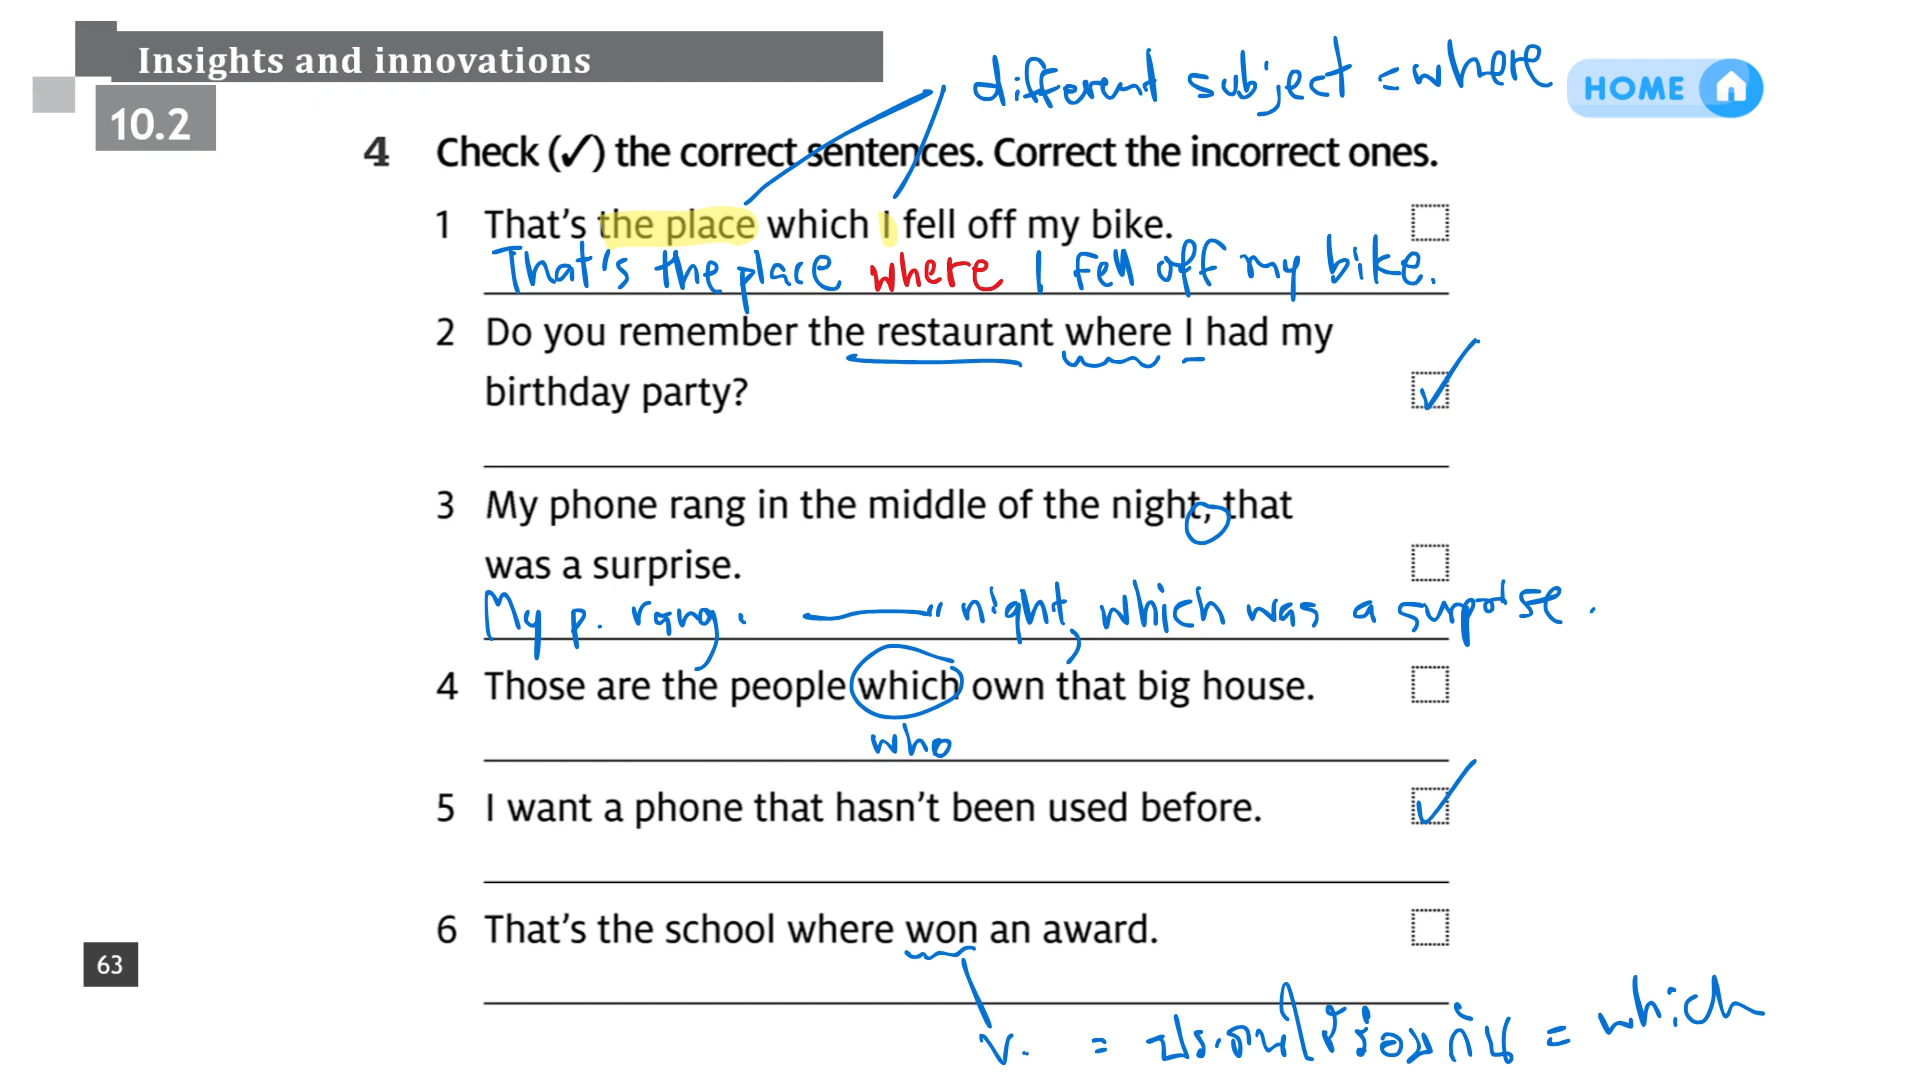 Insights and innovations
different subject = where
HOME
10.2
4 Check (✓) the correct sentences. Correct the incorrect ones.
1 That's the place which I fell off my bike.
That's the place where I fell off my bike.
2 Do you remember the restaurant where I had my
birthday party?
3 My phone rang in the middle of the night, that
was a surprise.
My p. rang. night, which was a surprise.
4 Those are the people which own that big house.
who
5 I want a phone that hasn't been used before.
6 That's the school where won an award.
63
v. = ประธานใช้ร่วมกัน = which